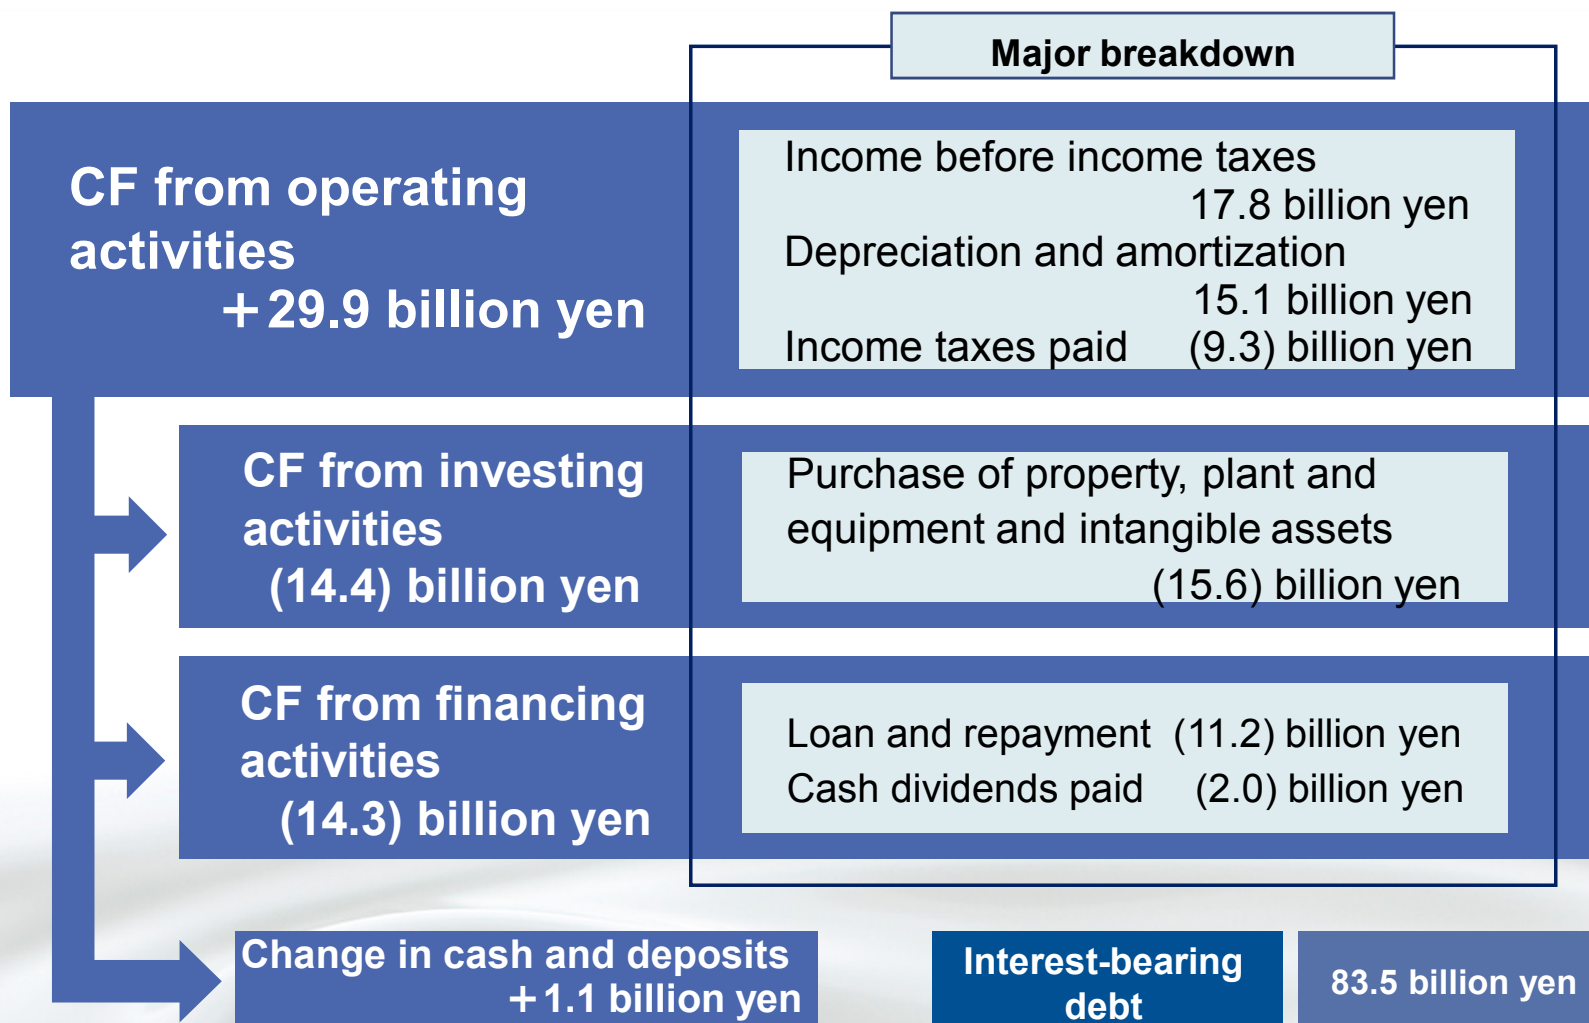 Major breakdown
CF from operating
activities
+29.9 billion yen
Income before income taxes
17.8 billion yen
Depreciation and amortization
15.1 billion yen
Income taxes paid (9.3) billion yen
CF from investing
activities
(14.4) billion yen
Purchase of property, plant and
equipment and intangible assets
(15.6) billion yen
CF from financing
activities
(14.3) billion yen
Loan and repayment (11.2) billion yen
Cash dividends paid (2.0) billion yen
Change in cash and deposits
+1.1 billion yen
Interest-bearing
debt
83.5 billion yen